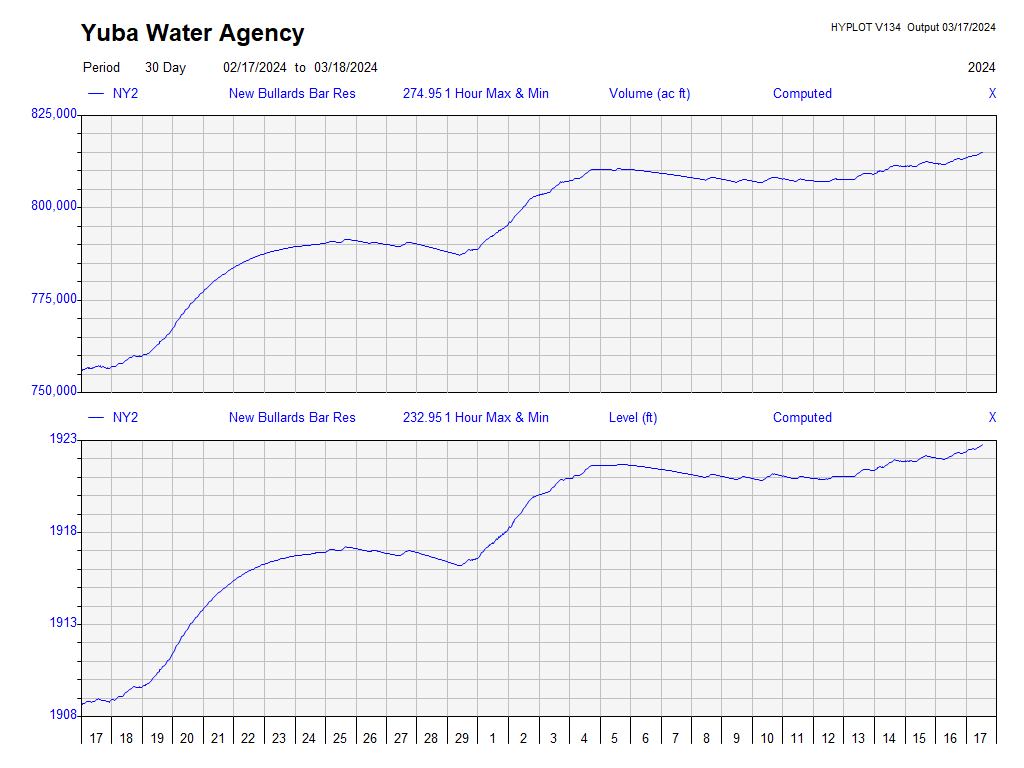 Yuba Water Agency
HYPLOT V134 Output 03/17/2024
Period 30 Day 02/17/2024 to 03/18/2024 2024
NY2 New Bullards Bar Res 274.95 1 Hour Max & Min Volume (ac ft) Computed X
825,000
800,000
775,000
750,000
NY2 New Bullards Bar Res 232.95 1 Hour Max & Min Level (ft) Computed X
1923
1918
1913
1908
17 18 19 20 21 22 23 24 25 26 27 28 29 1 2 3 4 5 6 7 8 9 10 11 12 13 14 15 16 17